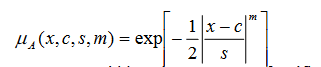 μ_A(x,c,s,m) = exp[ -1/2 |(x-c)/s|^m ]